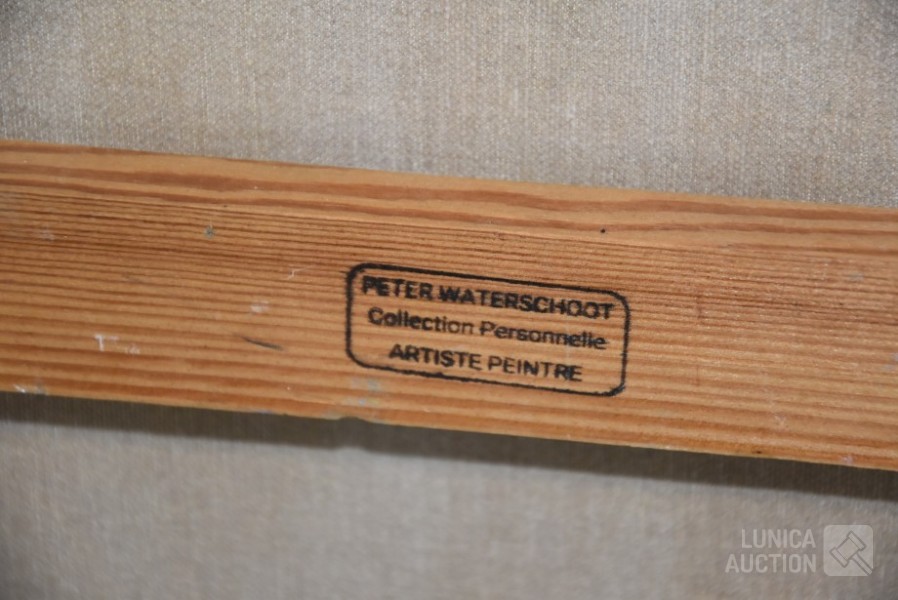 PETER WATERSCHOOT
Collection Personnelle
ARTISTE PEINTRE
LUNICA
AUCTION